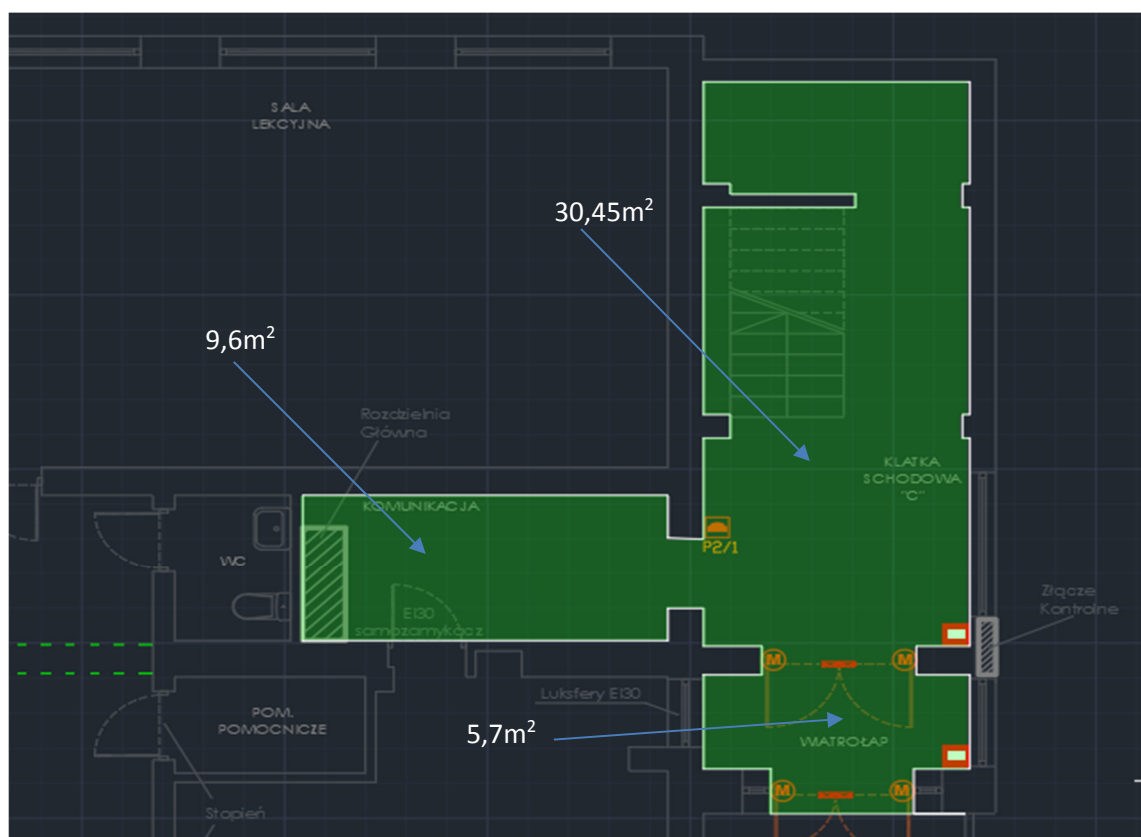 SALA
LEKCYJNA
30,45m²
9,6m²
Rozdzielnia
Główna
KLATKA
SCHODOWA
"C"
KOMUNIKACJA
P2/1
WC
EI30
samozamykacz
Złącze
Kontrolne
M
M
Luksfery EI30
POM.
POMOCNICZE
5,7m²
WIATROŁAP
M
M
Stopień